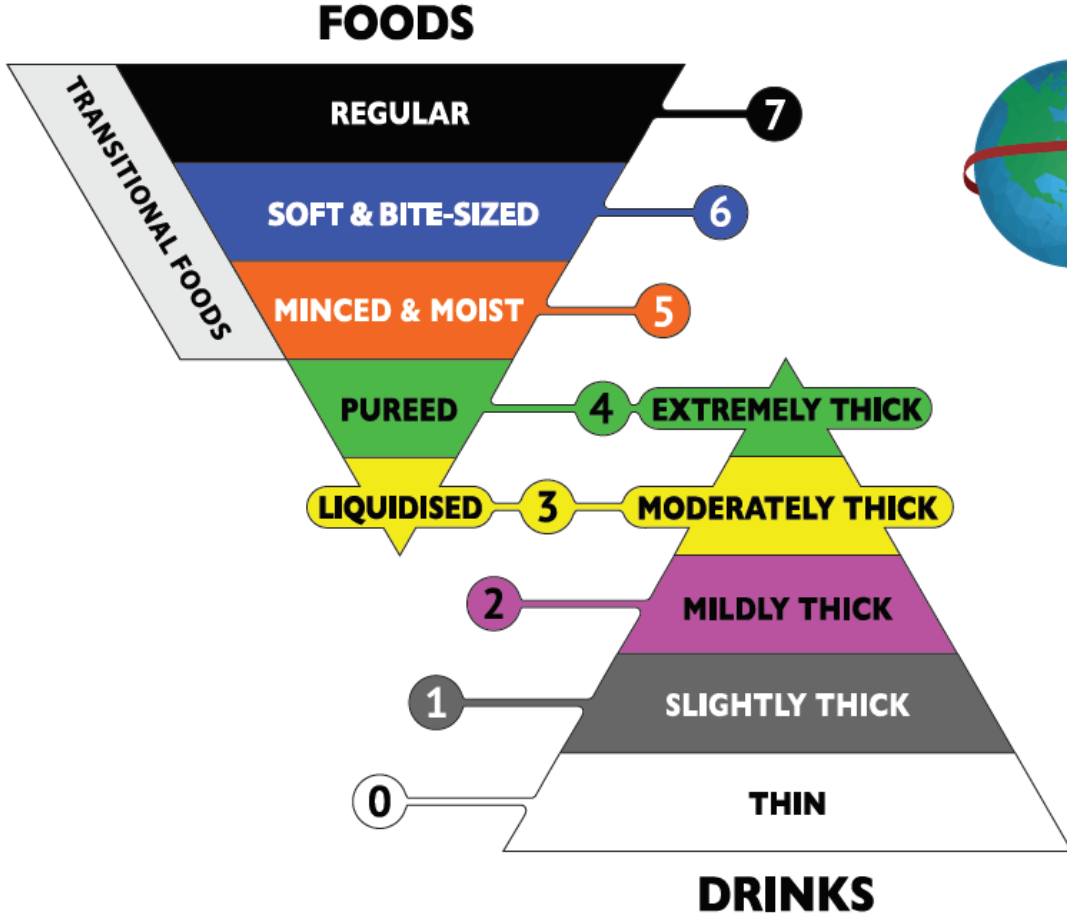 FOODS
TRANSITIONAL FOODS
REGULAR
7
SOFT & BITE-SIZED
6
MINCED & MOIST
5
PUREED
4
EXTREMELY THICK
LIQUIDISED
3
MODERATELY THICK
2
MILDLY THICK
1
SLIGHTLY THICK
0
THIN
DRINKS